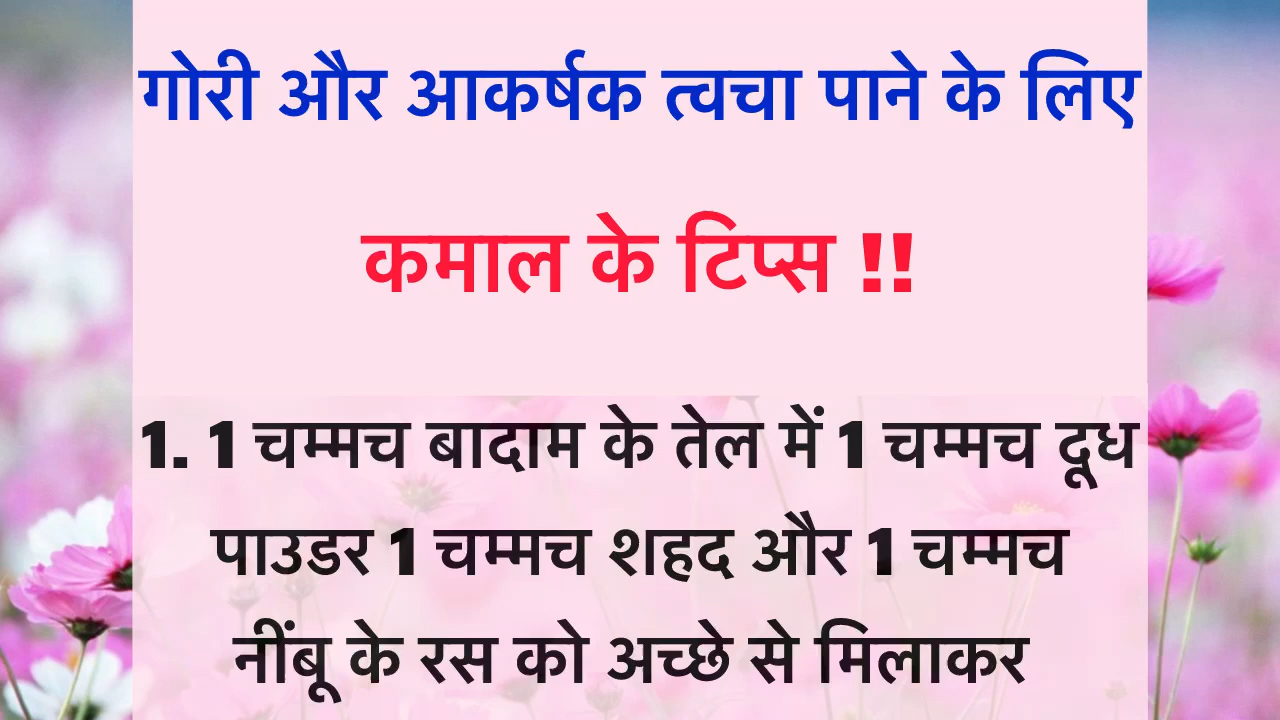 गोरी और आकर्षक त्वचा पाने के लिए
कमाल के टिप्स !!
1. 1 चम्मच बादाम के तेल में 1 चम्मच दूध
पाउडर 1 चम्मच शहद और 1 चम्मच
नींबू के रस को अच्छे से मिलाकर